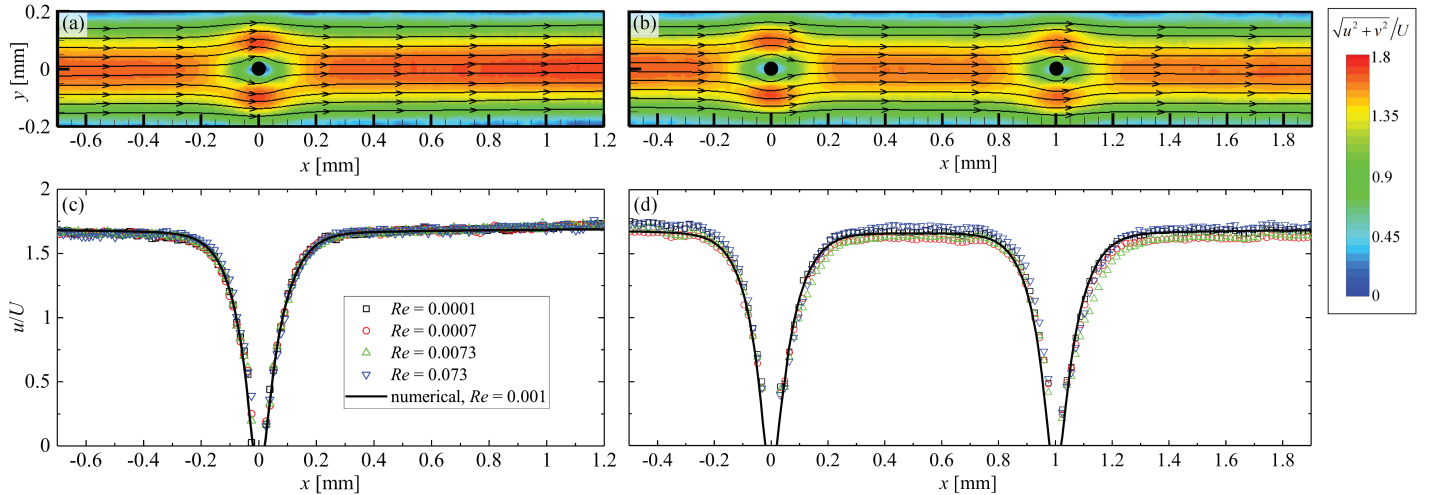 (a)
0.2
0
-0.2
y [mm]
-0.6 -0.4 -0.2 0 0.2 0.4 0.6 0.8 1 1.2
x [mm]
(b)
-0.4 -0.2 0 0.2 0.4 0.6 0.8 1 1.2 1.4 1.6 1.8
x [mm]
√u² + v² /U
1.8
1.35
0.9
0.45
0
(c)
2
1.5
1
0.5
0
u/U
Re = 0.0001
Re = 0.0007
Re = 0.0073
Re = 0.073
numerical, Re = 0.001
-0.6 -0.4 -0.2 0 0.2 0.4 0.6 0.8 1 1.2
x [mm]
(d)
-0.4 -0.2 0 0.2 0.4 0.6 0.8 1 1.2 1.4 1.6 1.8
x [mm]